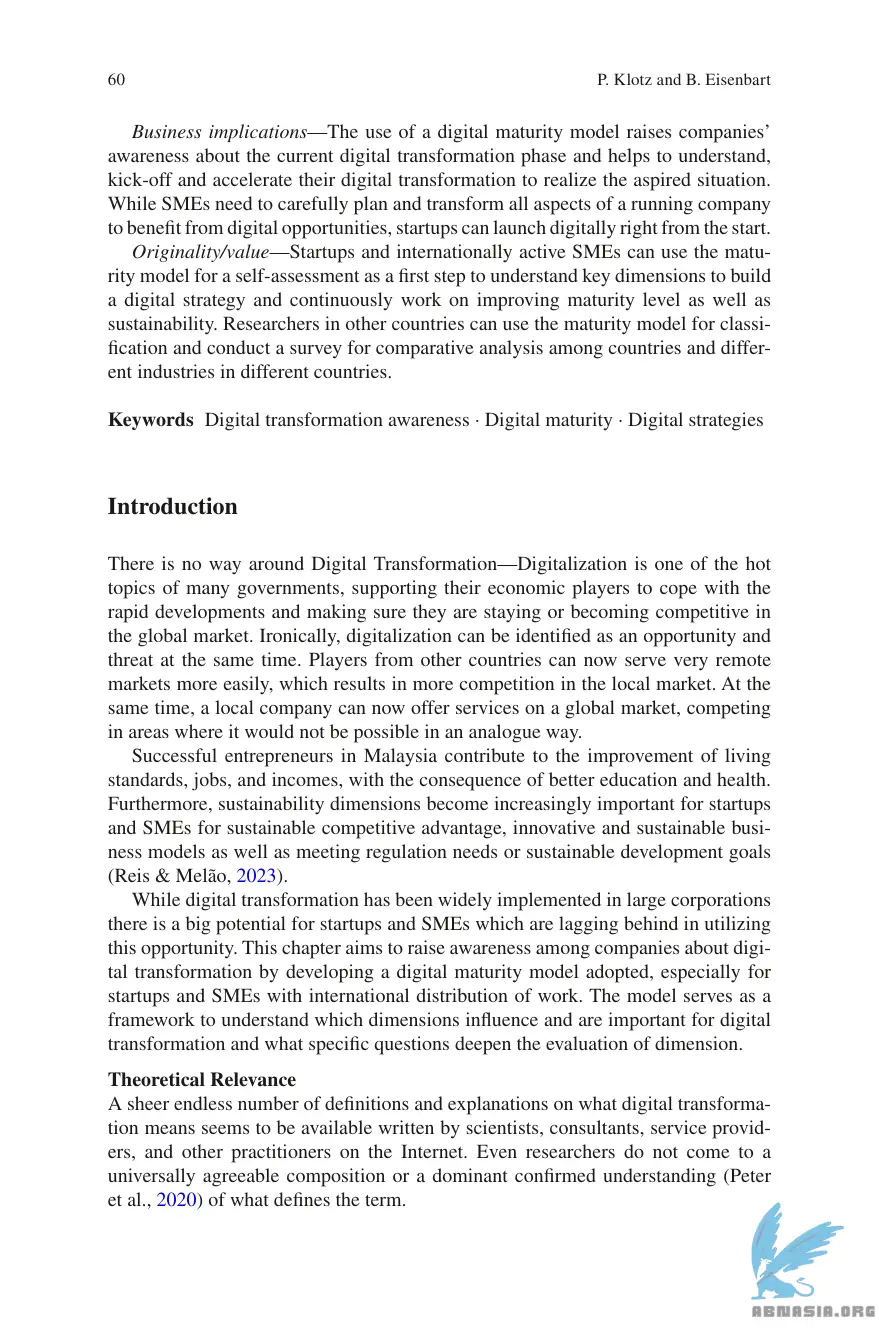 60 P. Klotz and B. Eisenbart
Business implications—The use of a digital maturity model raises companies’
awareness about the current digital transformation phase and helps to understand,
kick-off and accelerate their digital transformation to realize the aspired situation.
While SMEs need to carefully plan and transform all aspects of a running company
to benefit from digital opportunities, startups can launch digitally right from the start.
Originality/value—Startups and internationally active SMEs can use the matu-
rity model for a self-assessment as a first step to understand key dimensions to build
a digital strategy and continuously work on improving maturity level as well as
sustainability. Researchers in other countries can use the maturity model for classi-
fication and conduct a survey for comparative analysis among countries and differ-
ent industries in different countries.
Keywords Digital transformation awareness · Digital maturity · Digital strategies
Introduction
There is no way around Digital Transformation—Digitalization is one of the hot
topics of many governments, supporting their economic players to cope with the
rapid developments and making sure they are staying or becoming competitive in
the global market. Ironically, digitalization can be identified as an opportunity and
threat at the same time. Players from other countries can now serve very remote
markets more easily, which results in more competition in the local market. At the
same time, a local company can now offer services on a global market, competing
in areas where it would not be possible in an analogue way.
Successful entrepreneurs in Malaysia contribute to the improvement of living
standards, jobs, and incomes, with the consequence of better education and health.
Furthermore, sustainability dimensions become increasingly important for startups
and SMEs for sustainable competitive advantage, innovative and sustainable busi-
ness models as well as meeting regulation needs or sustainable development goals
(Reis & Melão, 2023).
While digital transformation has been widely implemented in large corporations
there is a big potential for startups and SMEs which are lagging behind in utilizing
this opportunity. This chapter aims to raise awareness among companies about digi-
tal transformation by developing a digital maturity model adopted, especially for
startups and SMEs with international distribution of work. The model serves as a
framework to understand which dimensions influence and are important for digital
transformation and what specific questions deepen the evaluation of dimension.
Theoretical Relevance
A sheer endless number of definitions and explanations on what digital transforma-
tion means seems to be available written by scientists, consultants, service provid-
ers, and other practitioners on the Internet. Even researchers do not come to a
universally agreeable composition or a dominant confirmed understanding (Peter
et al., 2020) of what defines the term.
ABNASIA.ORG